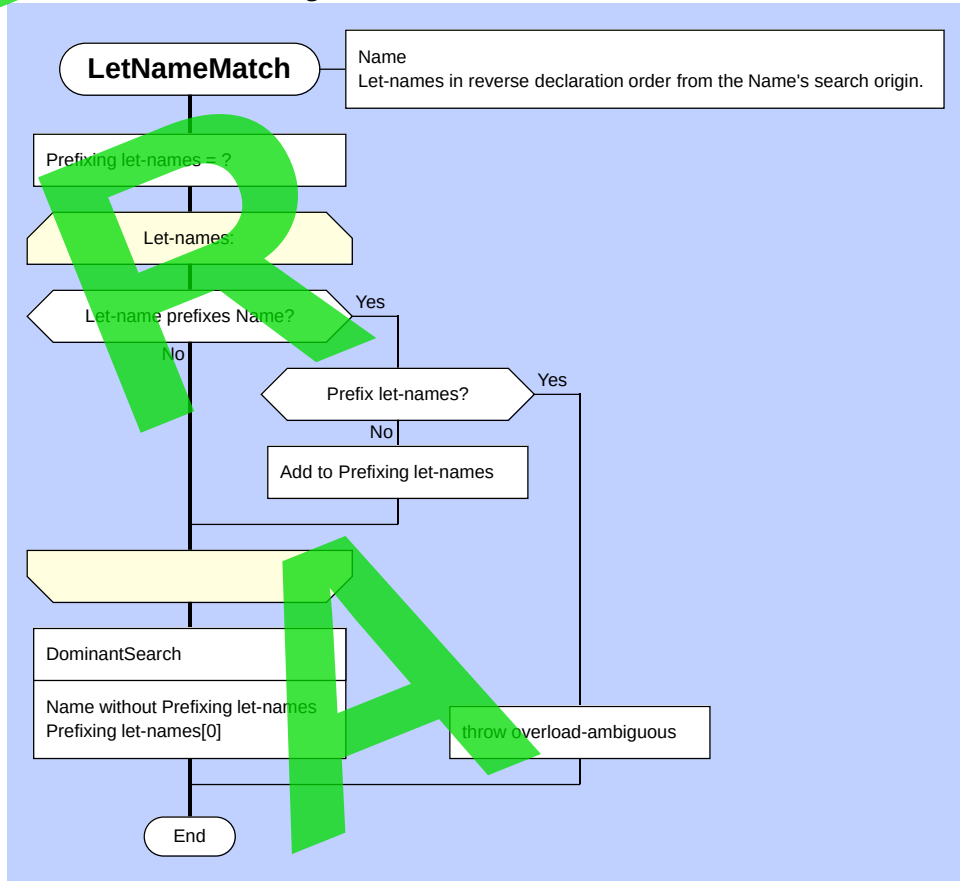 LetNameMatch
Name
Let-names in reverse declaration order from the Name's search origin.
Prefixing let-names = ?
Let-names:
Let-name prefixes Name?
Yes
No
Prefix let-names?
Yes
No
Add to Prefixing let-names
DominantSearch
Name without Prefixing let-names
Prefixing let-names[0]
throw overload-ambiguous
End
R
A